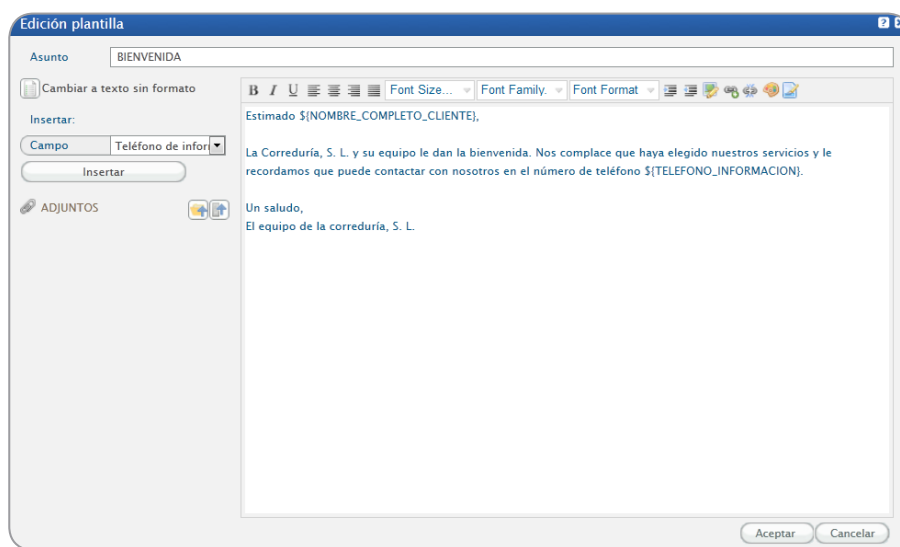 Edición plantilla
Asunto BIENVENIDA
Cambiar a texto sin formato
Insertar:
Campo Teléfono de infor
Insertar
ADJUNTOS
B I U Font Size... Font Family. Font Format
Estimado ${NOMBRE_COMPLETO_CLIENTE},
La Correduría, S. L. y su equipo le dan la bienvenida. Nos complace que haya elegido nuestros servicios y le
recordamos que puede contactar con nosotros en el número de teléfono ${TELEFONO_INFORMACION}.
Un saludo,
El equipo de la correduría, S. L.
Aceptar Cancelar